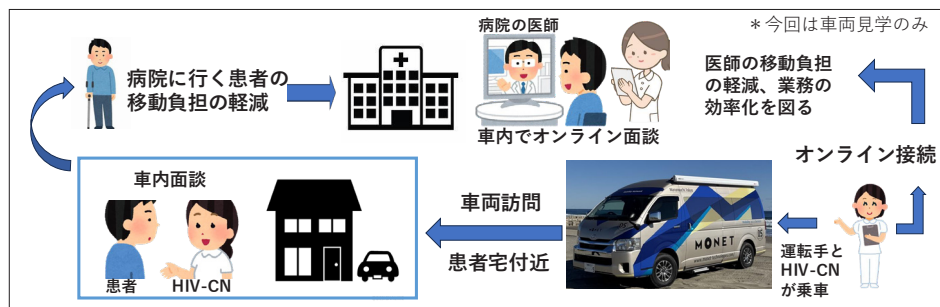 病院の医師
＊今回は車両見学のみ
病院に行く患者の
移動負担の軽減
医師の移動負担
の軽減、業務の
効率化を図る
車内でオンライン面談
オンライン接続
車内面談
患者
HIV-CN
車両訪問
患者宅付近
MONET
運転手と
HIV-CN
が乗車